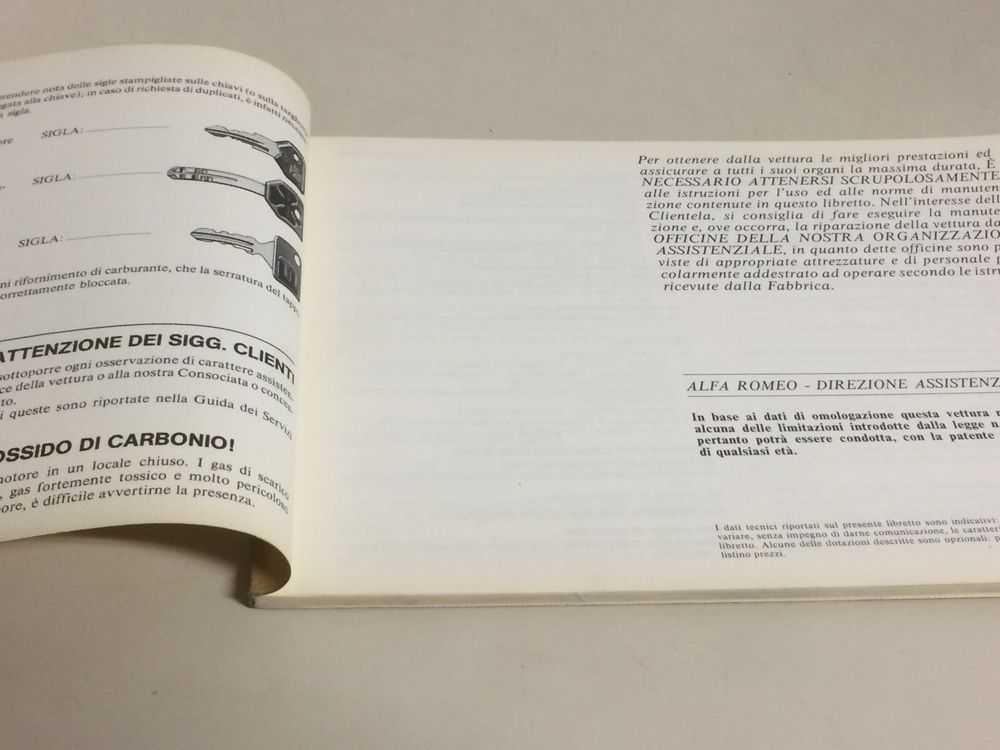 prendere nota delle sigle stampigliate sulle chiavi (o sulla
alla chiave); in caso di richiesta di duplicati, è infatti
sigla.
SIGLA:
SIGLA:
SIGLA:
rifornimento di carburante, che la serratura del tappo
correttamente bloccata.
ATTENZIONE DEI SIGG. CLIENTI
sottoporre ogni osservazione di carattere assisten-
ce della vettura o alla nostra Consociata o conces-
to.
i queste sono riportate nella Guida dei Servizi
OSSIDO DI CARBONIO!
motore in un locale chiuso. I gas di scarico
, gas fortemente tossico e molto pericoloso
ore, è difficile avvertirne la presenza.
Per ottenere dalla vettura le migliori prestazioni ed
assicurare a tutti i suoi organi la massima durata, È
NECESSARIO ATTENERSI SCRUPOLOSAMENTE
alle istruzioni per l'uso ed alle norme di manuten-
zione contenute in questo libretto. Nell'interesse dell
Clientela, si consiglia di fare eseguire la manute
zione e, ove occorra, la riparazione della vettura da
OFFICINE DELLA NOSTRA ORGANIZZAZIO
ASSISTENZIALE, in quanto dette officine sono p
viste di appropriate attrezzature e di personale p
colarmente addestrato ad operare secondo le istru
ricevute dalla Fabbrica.
ALFA ROMEO - DIREZIONE ASSISTENZ
In base ai dati di omologazione questa vettura n
alcuna delle limitazioni introdotte dalla legge n
pertanto potrà essere condotta, con la patente
di qualsiasi età.
I dati tecnici riportati sul presente libretto sono indicativi
variare, senza impegno di darne comunicazione, le caratter
libretto. Alcune delle dotazioni descritte sono opzionali: p
listino prezzi.